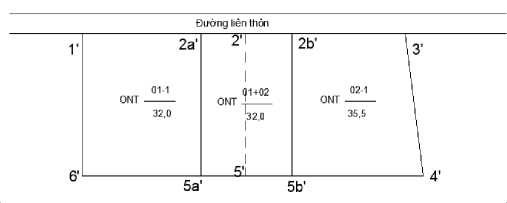 Đường liên thôn
1' 2a' 2' 2b' 3'
ONT 01-1
32,0
ONT 01+02
32,0
ONT 02-1
35,5
6' 5a' 5' 5b' 4'